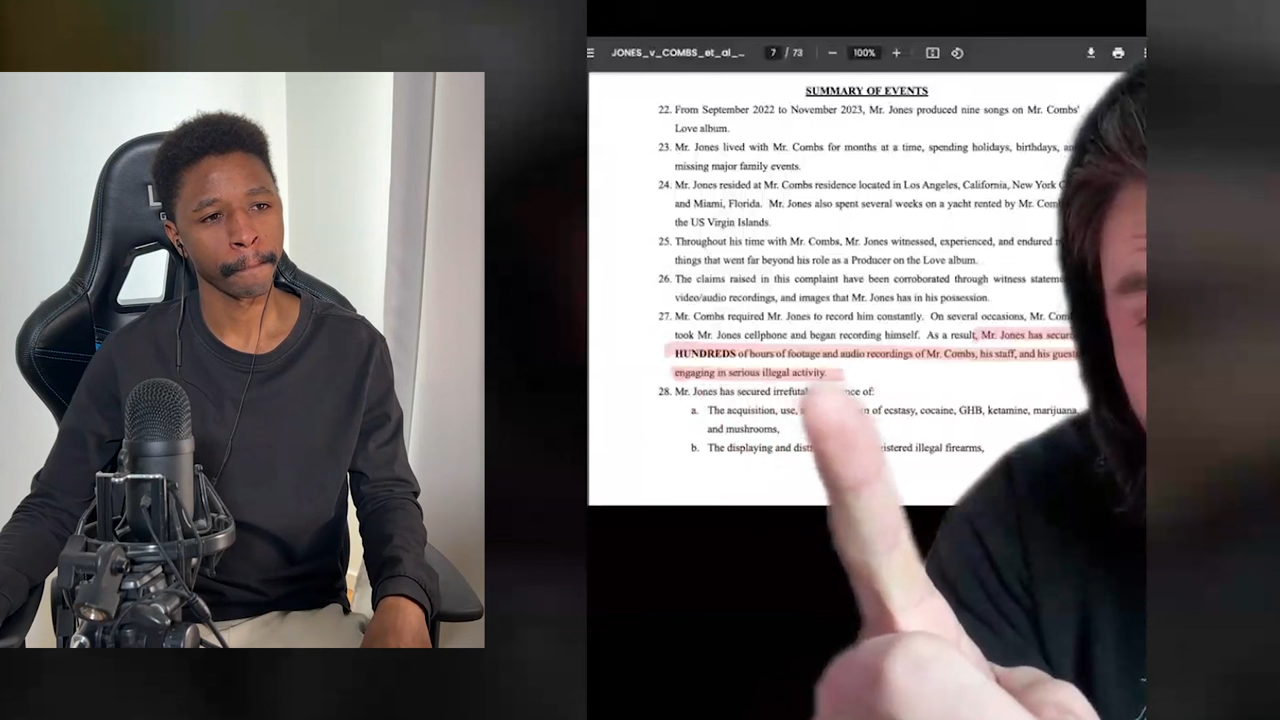 JONES_v_COMBS_et_al_...
7 / 73
100%
SUMMARY OF EVENTS
22. From September 2022 to November 2023, Mr. Jones produced nine songs on Mr. Combs'
Love album.
23. Mr. Jones lived with Mr. Combs for months at a time, spending holidays, birthdays,
missing major family events.
24. Mr. Jones resided at Mr. Combs residence located in Los Angeles, California, New York
and Miami, Florida. Mr. Jones also spent several weeks on a yacht rented by Mr.
the US Virgin Islands.
25. Throughout his time with Mr. Combs, Mr. Jones witnessed, experienced, and endured
things that went far beyond his role as a Producer on the Love album.
26. The claims raised in this complaint have been corroborated through witness
video/audio recordings, and images that Mr. Jones has in his possession.
27. Mr. Combs required Mr. Jones to record him constantly. On several occasions, Mr.
took Mr. Jones cellphone and began recording himself. As a result, Mr. Jones has
HUNDREDS of hours of footage and audio recordings of Mr. Combs, his staff, and his guests
engaging in serious illegal activity.
28. Mr. Jones has secured of:
a. The acquisition, use, of ecstasy, cocaine, GHB, ketamine, marijuana,
and mushrooms,
b. The displaying and illegal firearms,
L